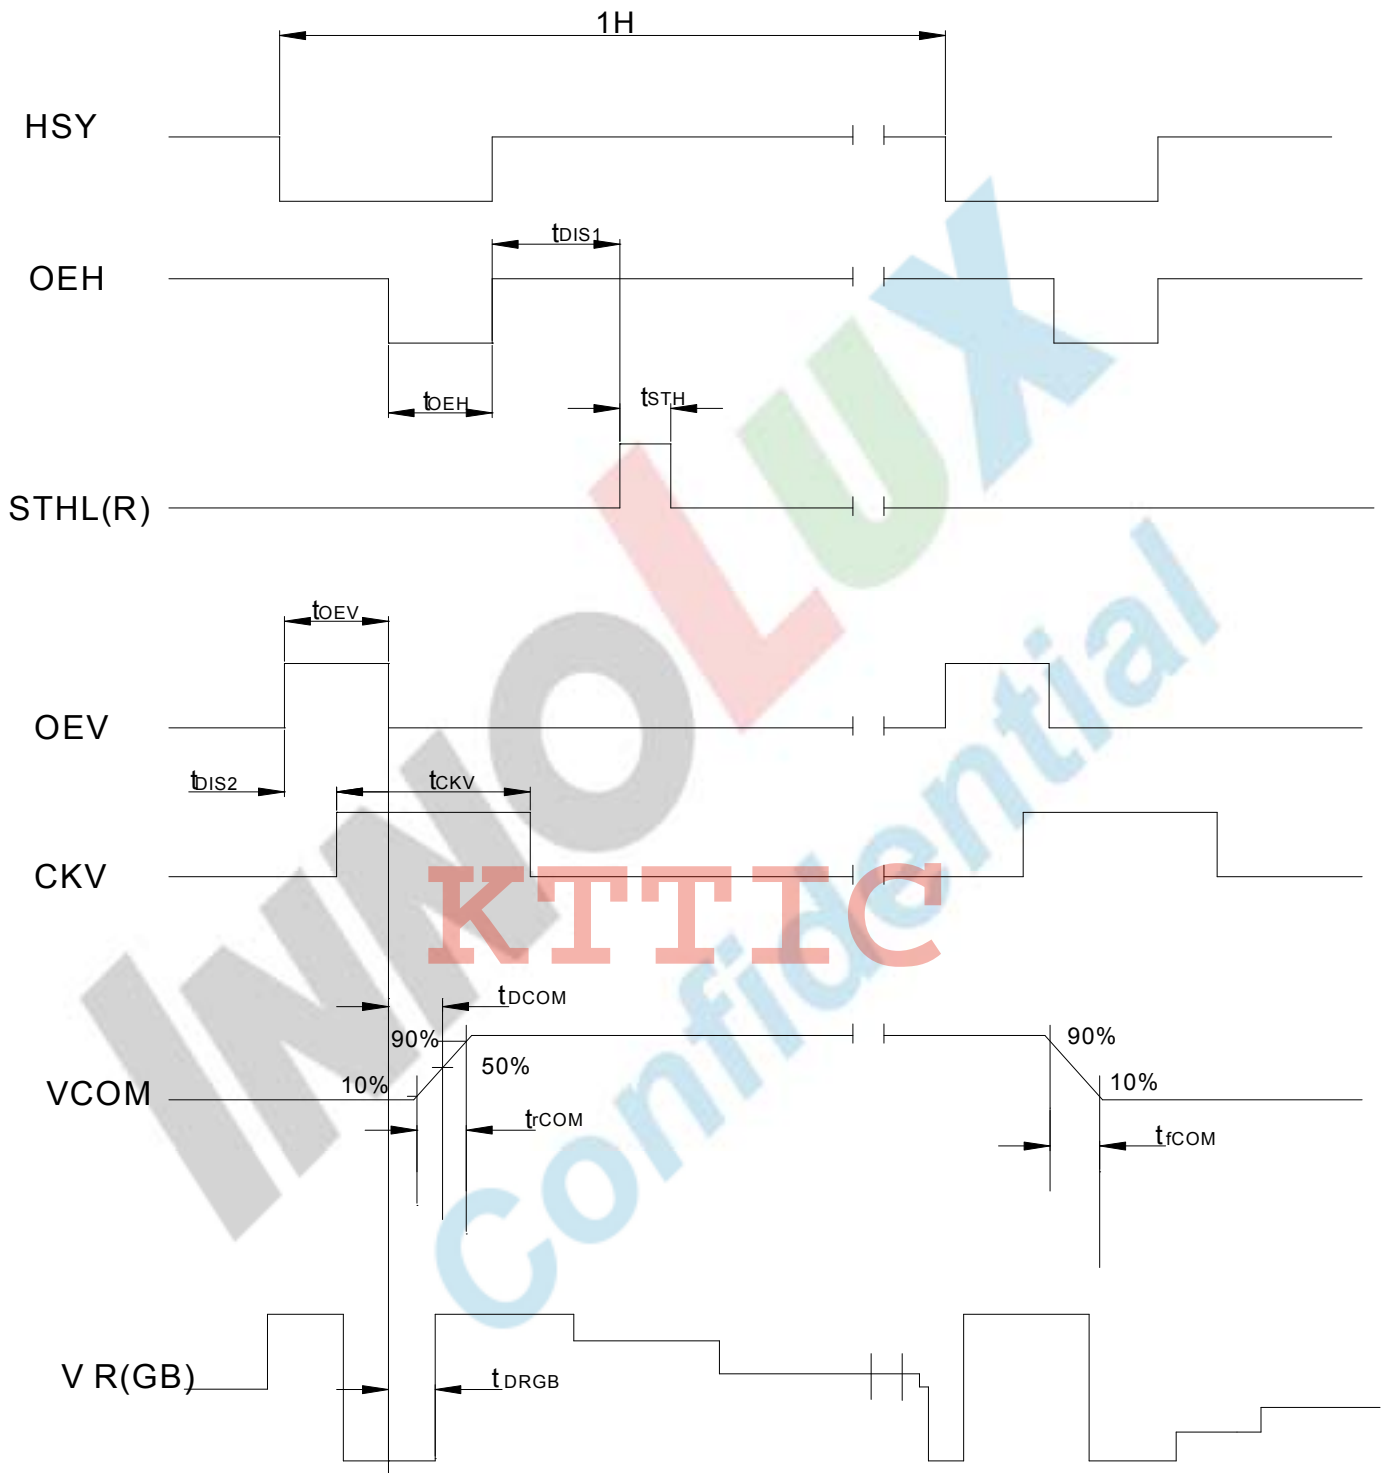 1H
HSY
tDIS1
OEH
tOEH
tSTH
STHL(R)
tOEV
OEV
tDIS2
tCKV
CKV
KTTIC
tDCOM
90%
50%
90%
VCOM
10%
10%
trCOM
tfCOM
V R(GB)
tDRGB
INNOLUX
Confidential